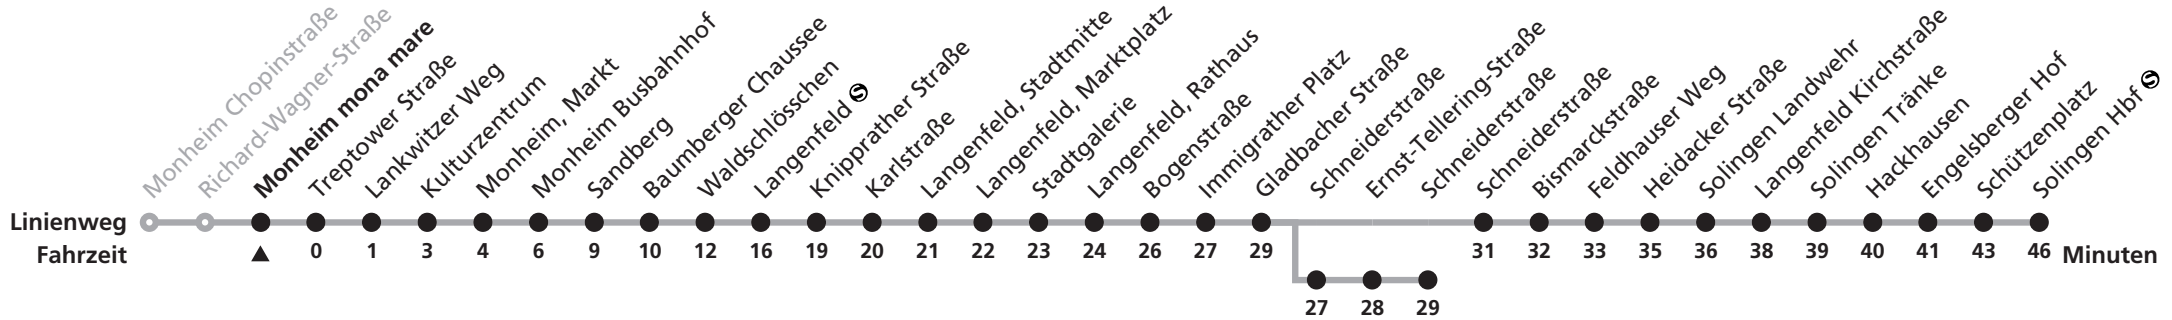 Monheim Chopinstraße
Richard-Wagner-Straße
Monheim mona mare
Treptower Straße
Lankwitzer Weg
Kulturzentrum
Monheim, Markt
Monheim Busbahnhof
Sandberg
Baumberger Chaussee
Waldschlösschen
Langenfeld S
Knipprather Straße
Karlstraße
Langenfeld, Stadtmitte
Langenfeld, Marktplatz
Stadtgalerie
Langenfeld, Rathaus
Bogenstraße
Immigrather Platz
Gladbacher Straße
Schneiderstraße
Ernst-Tellering-Straße
Schneiderstraße
Schneiderstraße
Bismarckstraße
Feldhauser Weg
Heidacker Straße
Solingen Landwehr
Langenfeld Kirchstraße
Solingen Tränke
Hackhausen
Engelsberger Hof
Schützenplatz
Solingen Hbf S
Linienweg
Fahrzeit 0 1 3 4 6 9 10 12 16 19 20 21 22 23 24 26 27 29 31 32 33 35 36 38 39 40 41 43 46 Minuten
27 28 29